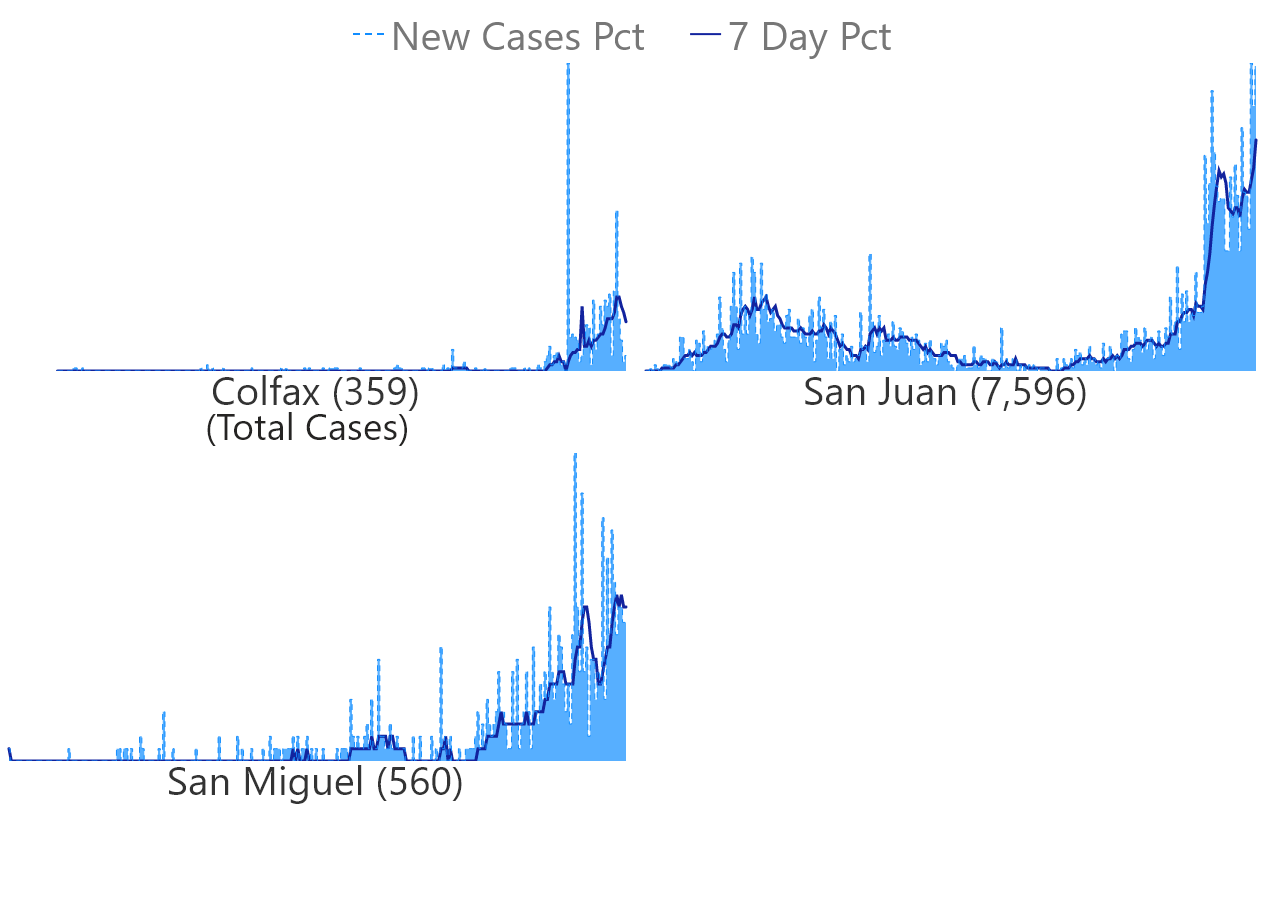 New Cases Pct 7 Day Pct
Colfax (359)
(Total Cases)
San Juan (7,596)
San Miguel (560)